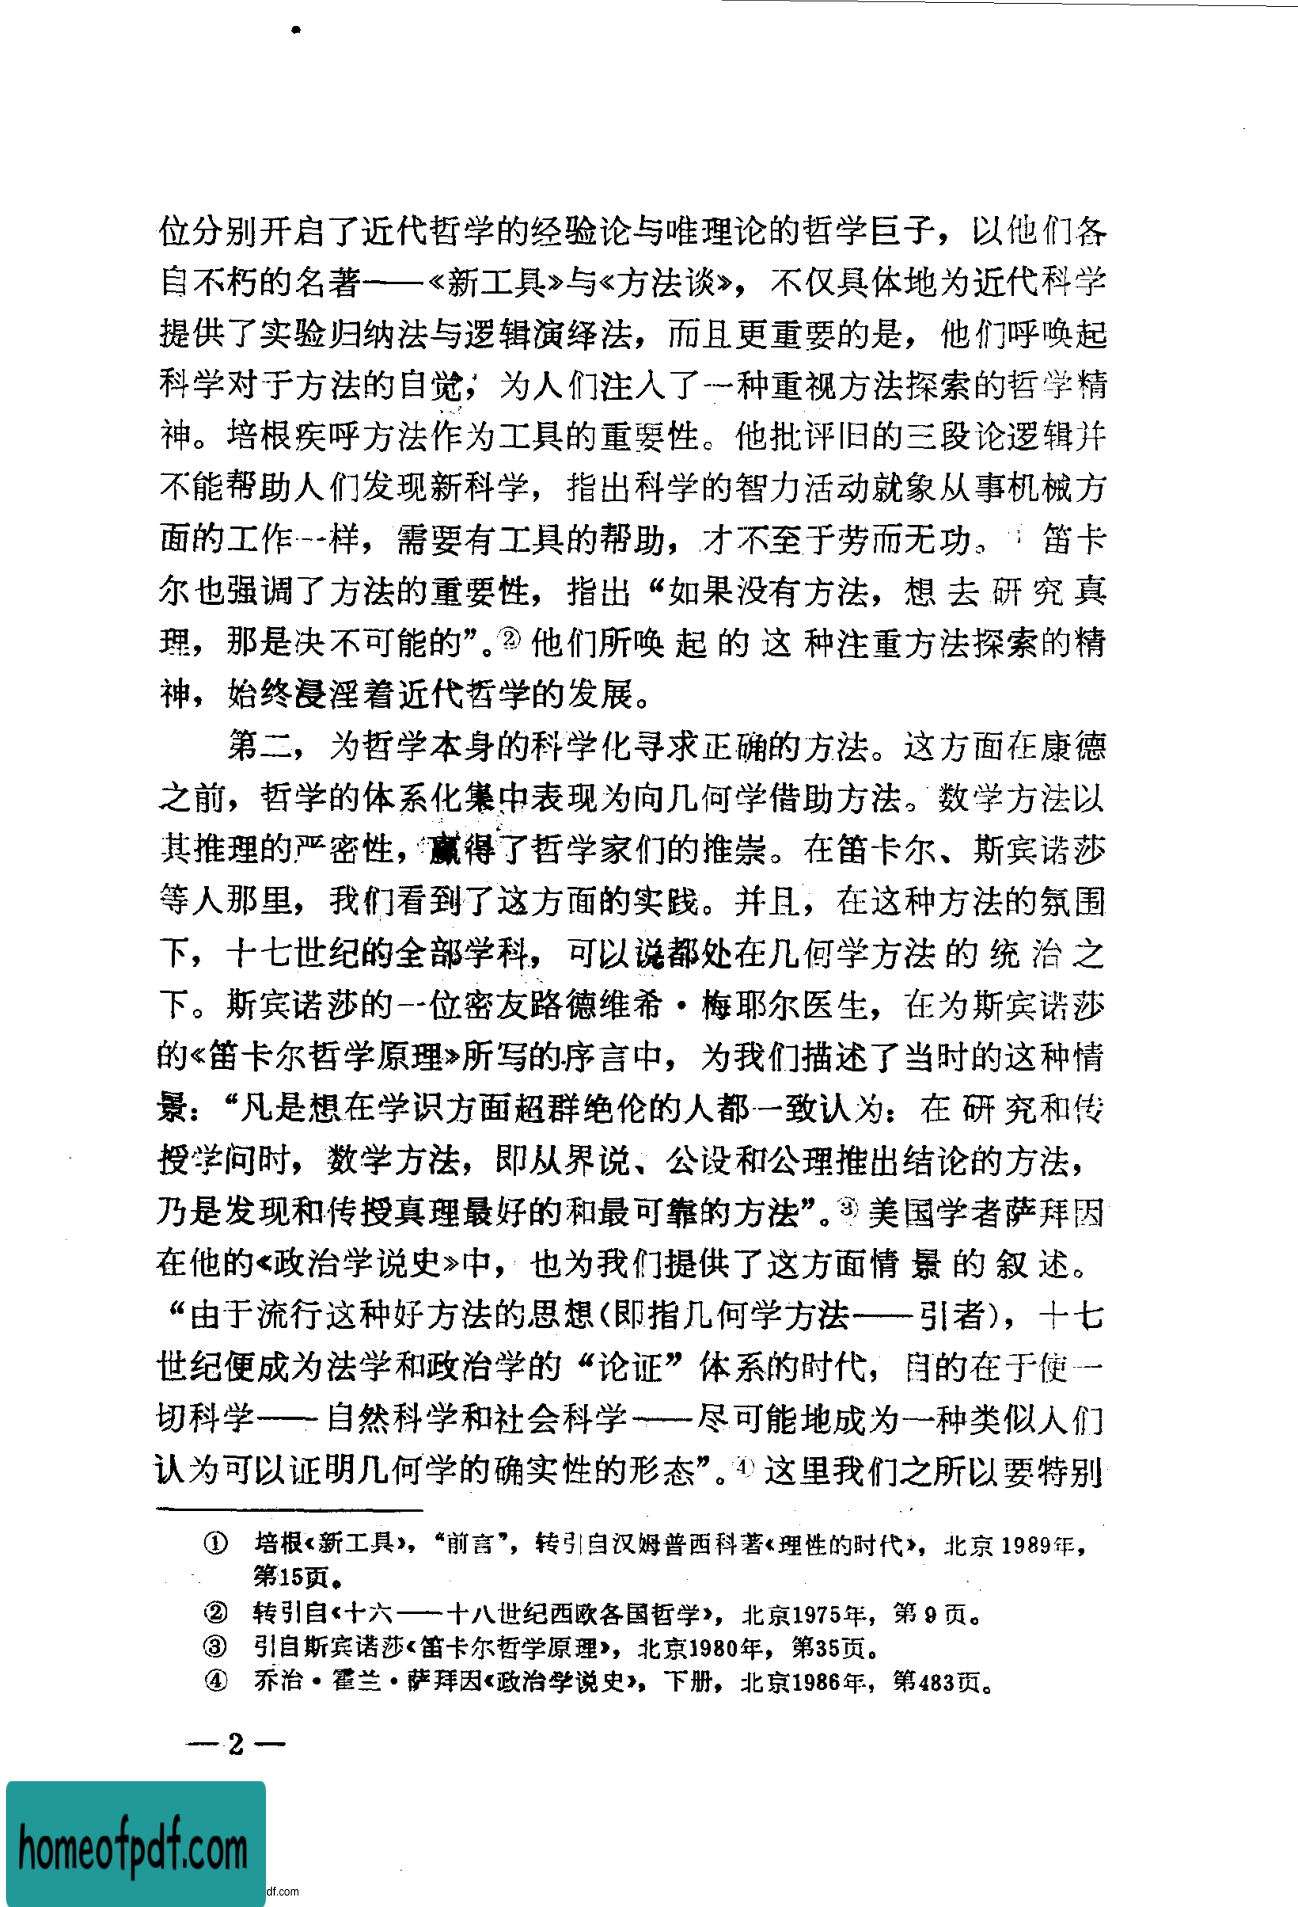 位分别开启了近代哲学的经验论与唯理论的哲学巨子，以他们各
自不朽的名著——《新工具》与《方法谈》，不仅具体地为近代科学
提供了实验归纳法与逻辑演绎法，而且更重要的是，他们呼唤起
科学对于方法的自觉，为人们注入了一种重视方法探索的哲学精
神。培根疾呼方法作为工具的重要性。他批评旧的三段论逻辑并
不能帮助人们发现新科学，指出科学的智力活动就象从事机械方
面的工作一样，需要有工具的帮助，才不至于劳而无功。笛卡
尔也强调了方法的重要性，指出“如果没有方法，想去研究真
理，那是决不可能的”。②他们所唤起的这种注重方法探索的精
神，始终浸淫着近代哲学的发展。
第二，为哲学本身的科学化寻求正确的方法。这方面在康德
之前，哲学的体系化集中表现为向几何学借助方法。数学方法以
其推理的严密性，赢得了哲学家们的推崇。在笛卡尔、斯宾诺莎
等人那里，我们看到了这方面的实践。并且，在这种方法的氛围
下，十七世纪的全部学科，可以说都处在几何学方法的统治之
下。斯宾诺莎的一位密友路德维希·梅耶尔医生，在为斯宾诺莎
的《笛卡尔哲学原理》所写的序言中，为我们描述了当时的这种情
景：“凡是想在学识方面超群绝伦的人都一致认为：在研究和传
授学问时，数学方法，即从界说、公设和公理推出结论的方法，
乃是发现和传授真理最好的和最可靠的方法”。③美国学者萨拜因
在他的《政治学说史》中，也为我们提供了这方面情景的叙述。
“由于流行这种好方法的思想(即指几何学方法——引者)，十七
世纪便成为法学和政治学的“论证”体系的时代，目的在于使一
切科学——自然科学和社会科学——尽可能地成为一种类似人们
认为可以证明几何学的确实性的形态”。④这里我们之所以要特别
① 培根《新工具》，“前言”，转引自汉姆普西科著《理性的时代》，北京1989年，
第15页。
② 转引自《十六——十八世纪西欧各国哲学》，北京1975年，第9页。
③ 引自斯宾诺莎《笛卡尔哲学原理》，北京1980年，第35页。
④ 乔治·霍兰·萨拜因《政治学说史》，下册，北京1986年，第483页。
— 2 —
homeofpdf.com
df.com